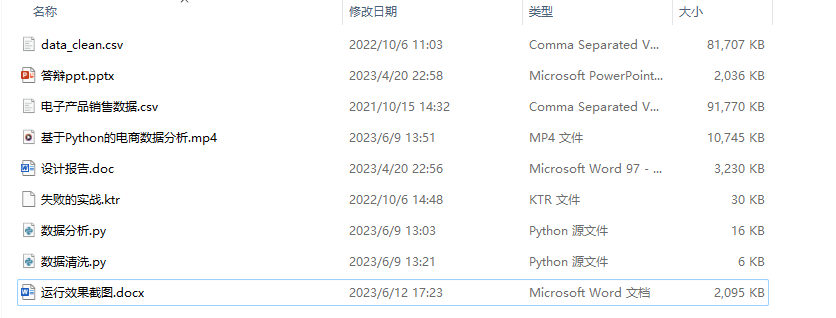 名称 修改日期 类型 大小
data_clean.csv 2022/10/6 11:03 Comma Separated V... 81,707 KB
答辩ppt.pptx 2023/4/20 22:58 Microsoft PowerPoint... 2,036 KB
电子产品销售数据.csv 2021/10/15 14:32 Comma Separated V... 91,770 KB
基于Python的电商数据分析.mp4 2023/6/9 13:51 MP4 文件 10,745 KB
设计报告.doc 2023/4/20 22:56 Microsoft Word 97 - ... 3,230 KB
失败的实战.ktr 2022/10/6 14:48 KTR 文件 30 KB
数据分析.py 2023/6/9 13:03 Python 源文件 16 KB
数据清洗.py 2023/6/9 13:21 Python 源文件 6 KB
运行效果截图.docx 2023/6/12 17:23 Microsoft Word 文档 2,095 KB